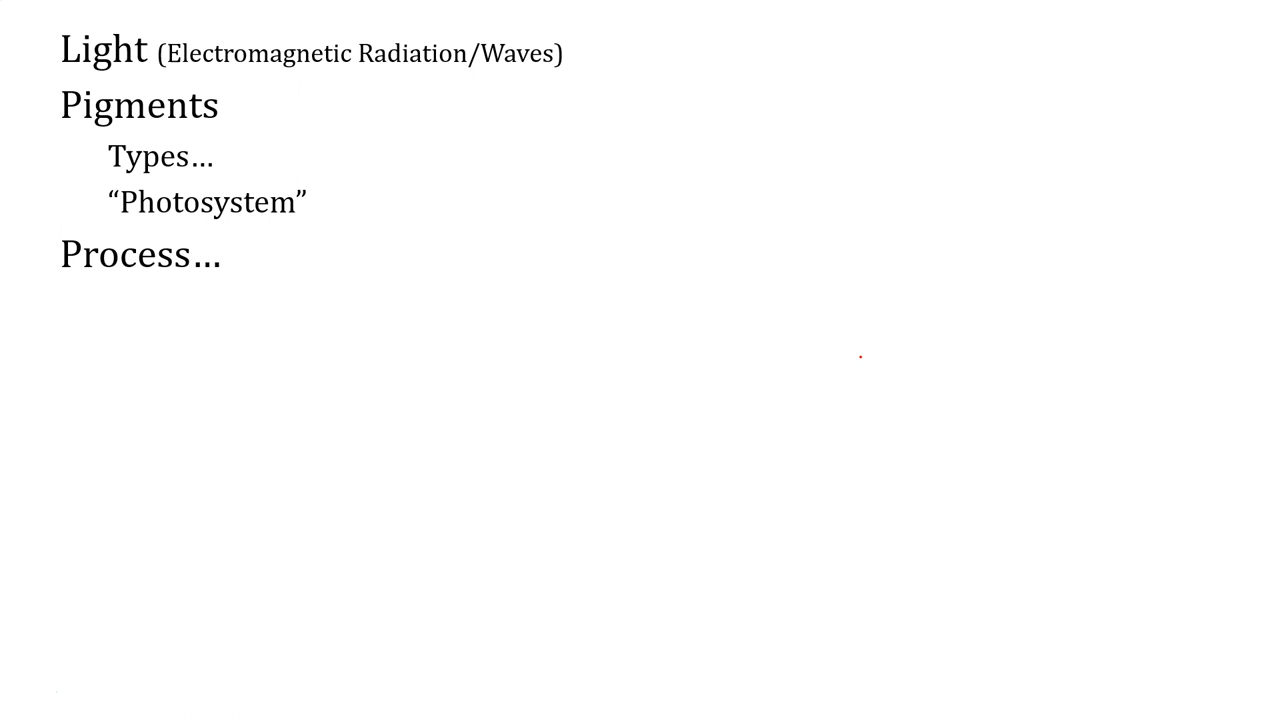 Light (Electromagnetic Radiation/Waves)
Pigments
Types…
“Photosystem”
Process…